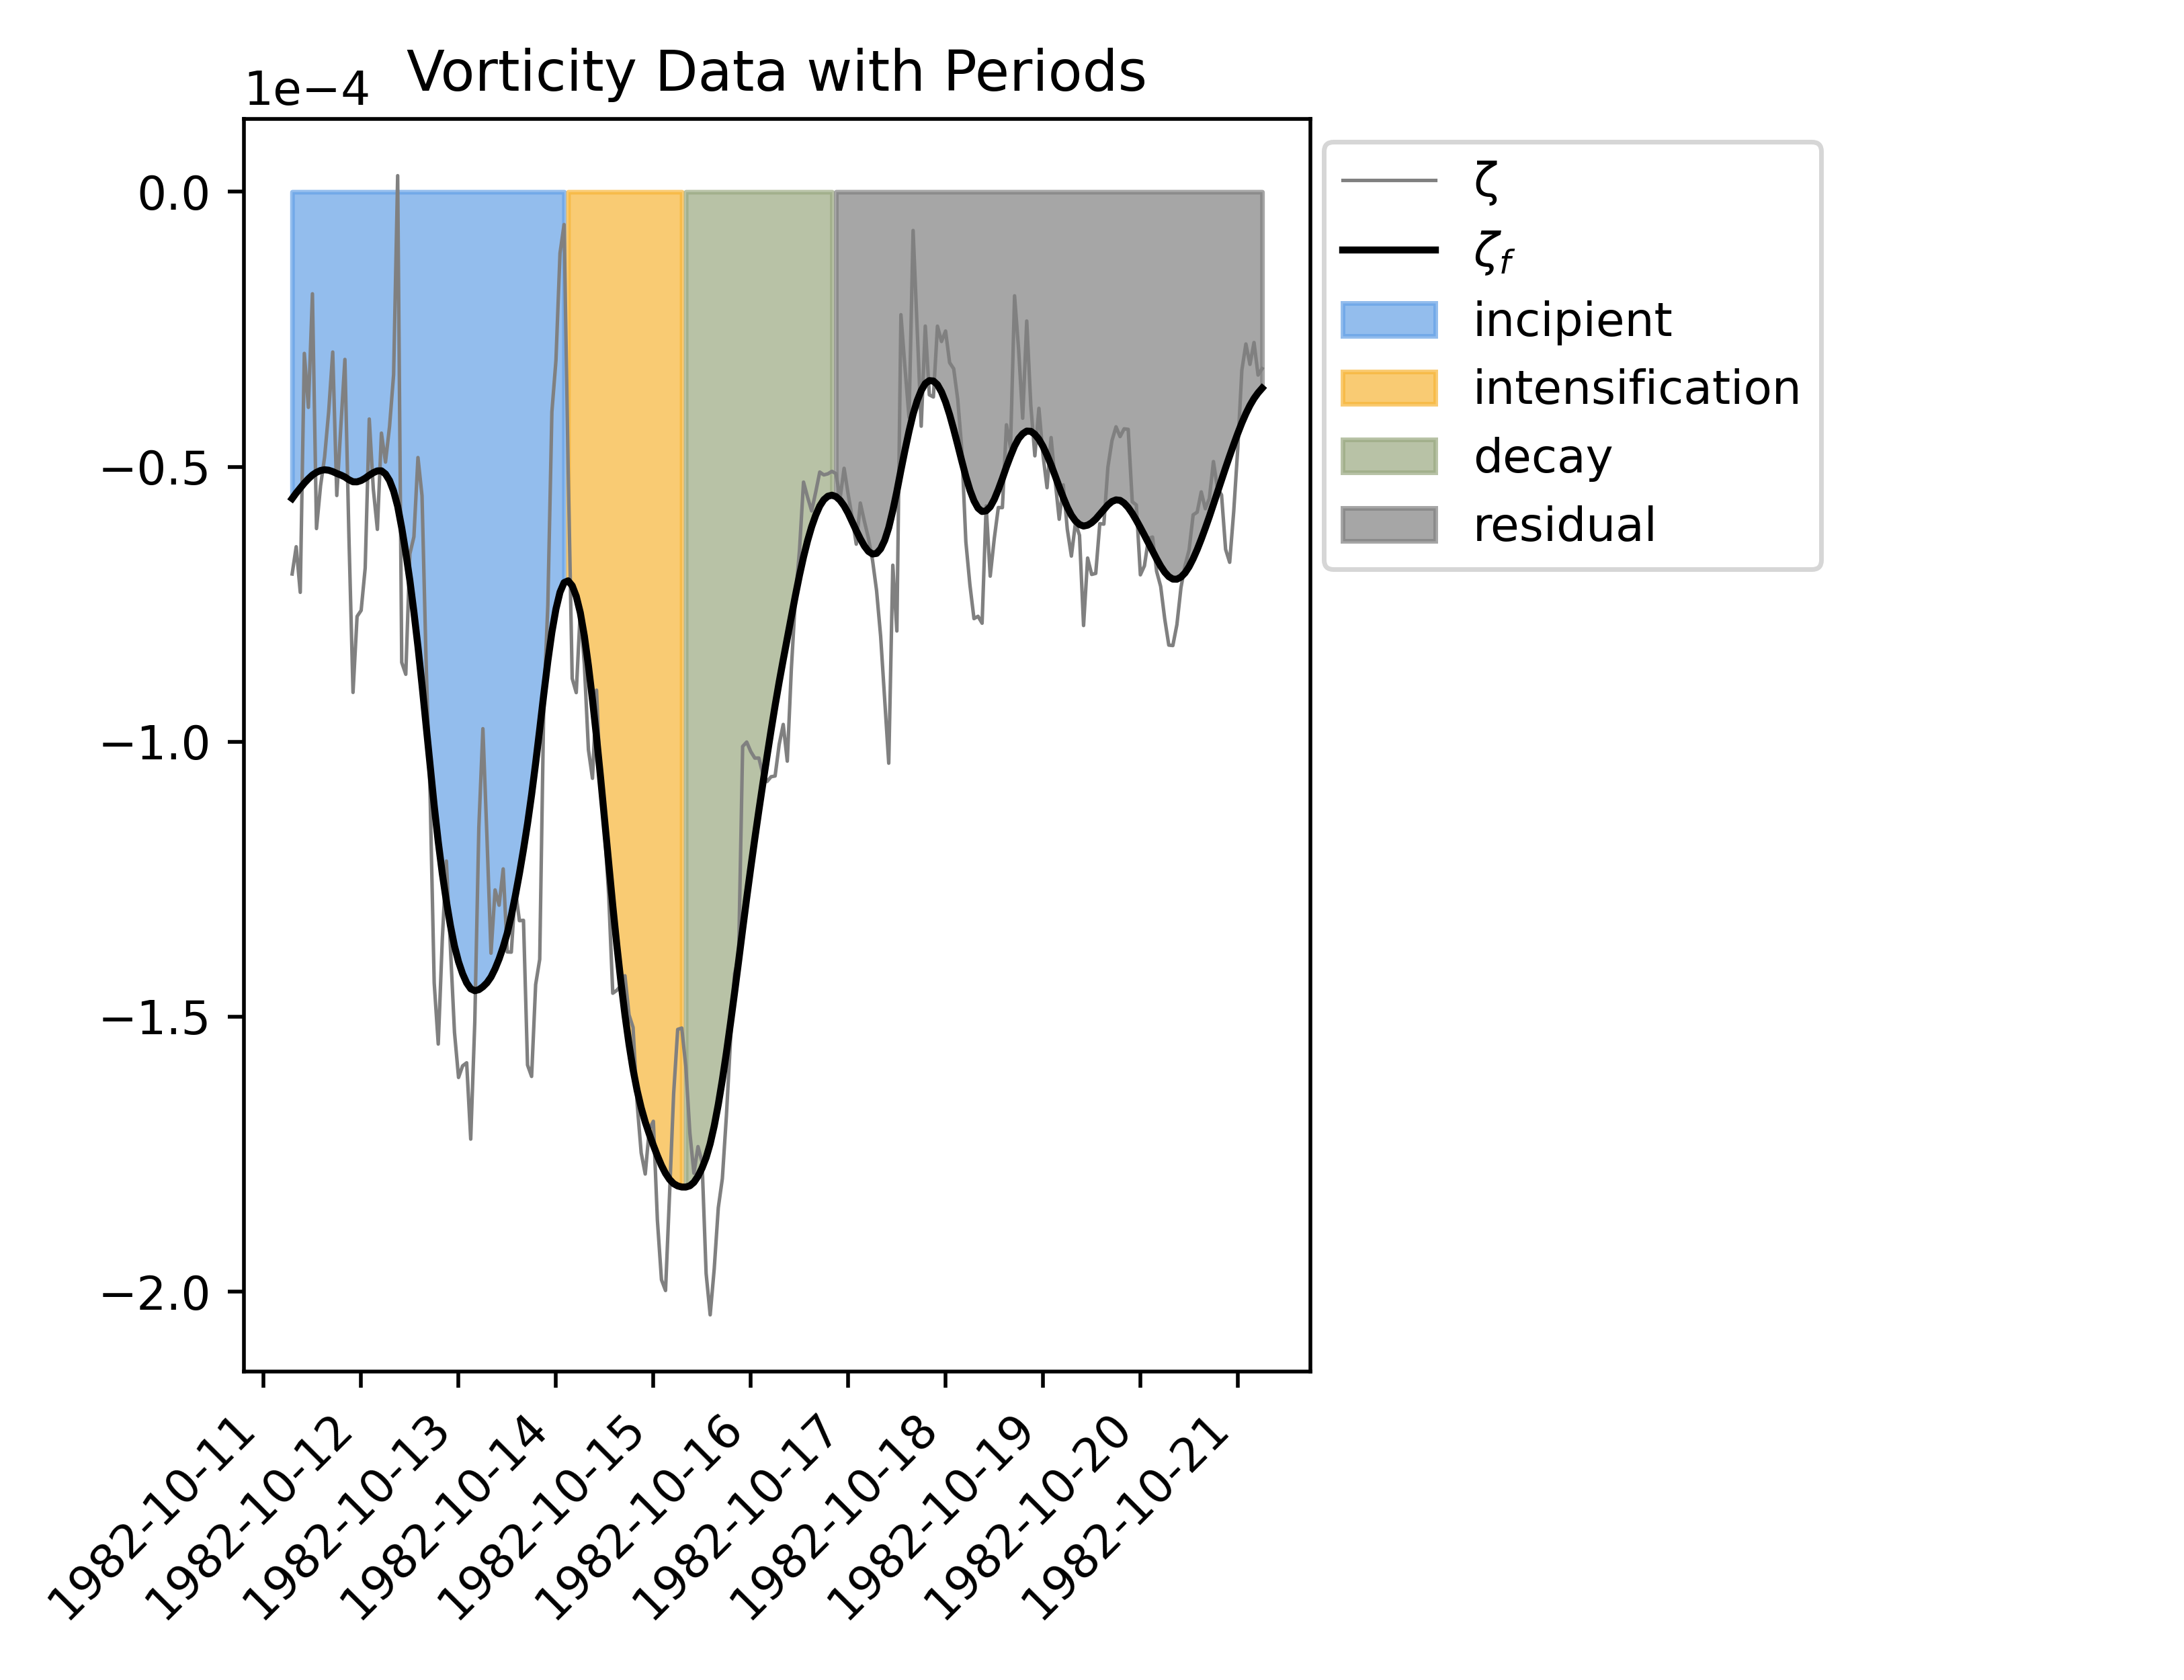 Vorticity Data with Periods
1e−4
0.0
−0.5
−1.0
−1.5
−2.0
1982-10-11
1982-10-12
1982-10-13
1982-10-14
1982-10-15
1982-10-16
1982-10-17
1982-10-18
1982-10-19
1982-10-20
1982-10-21
ζ
ζf
incipient
intensification
decay
residual